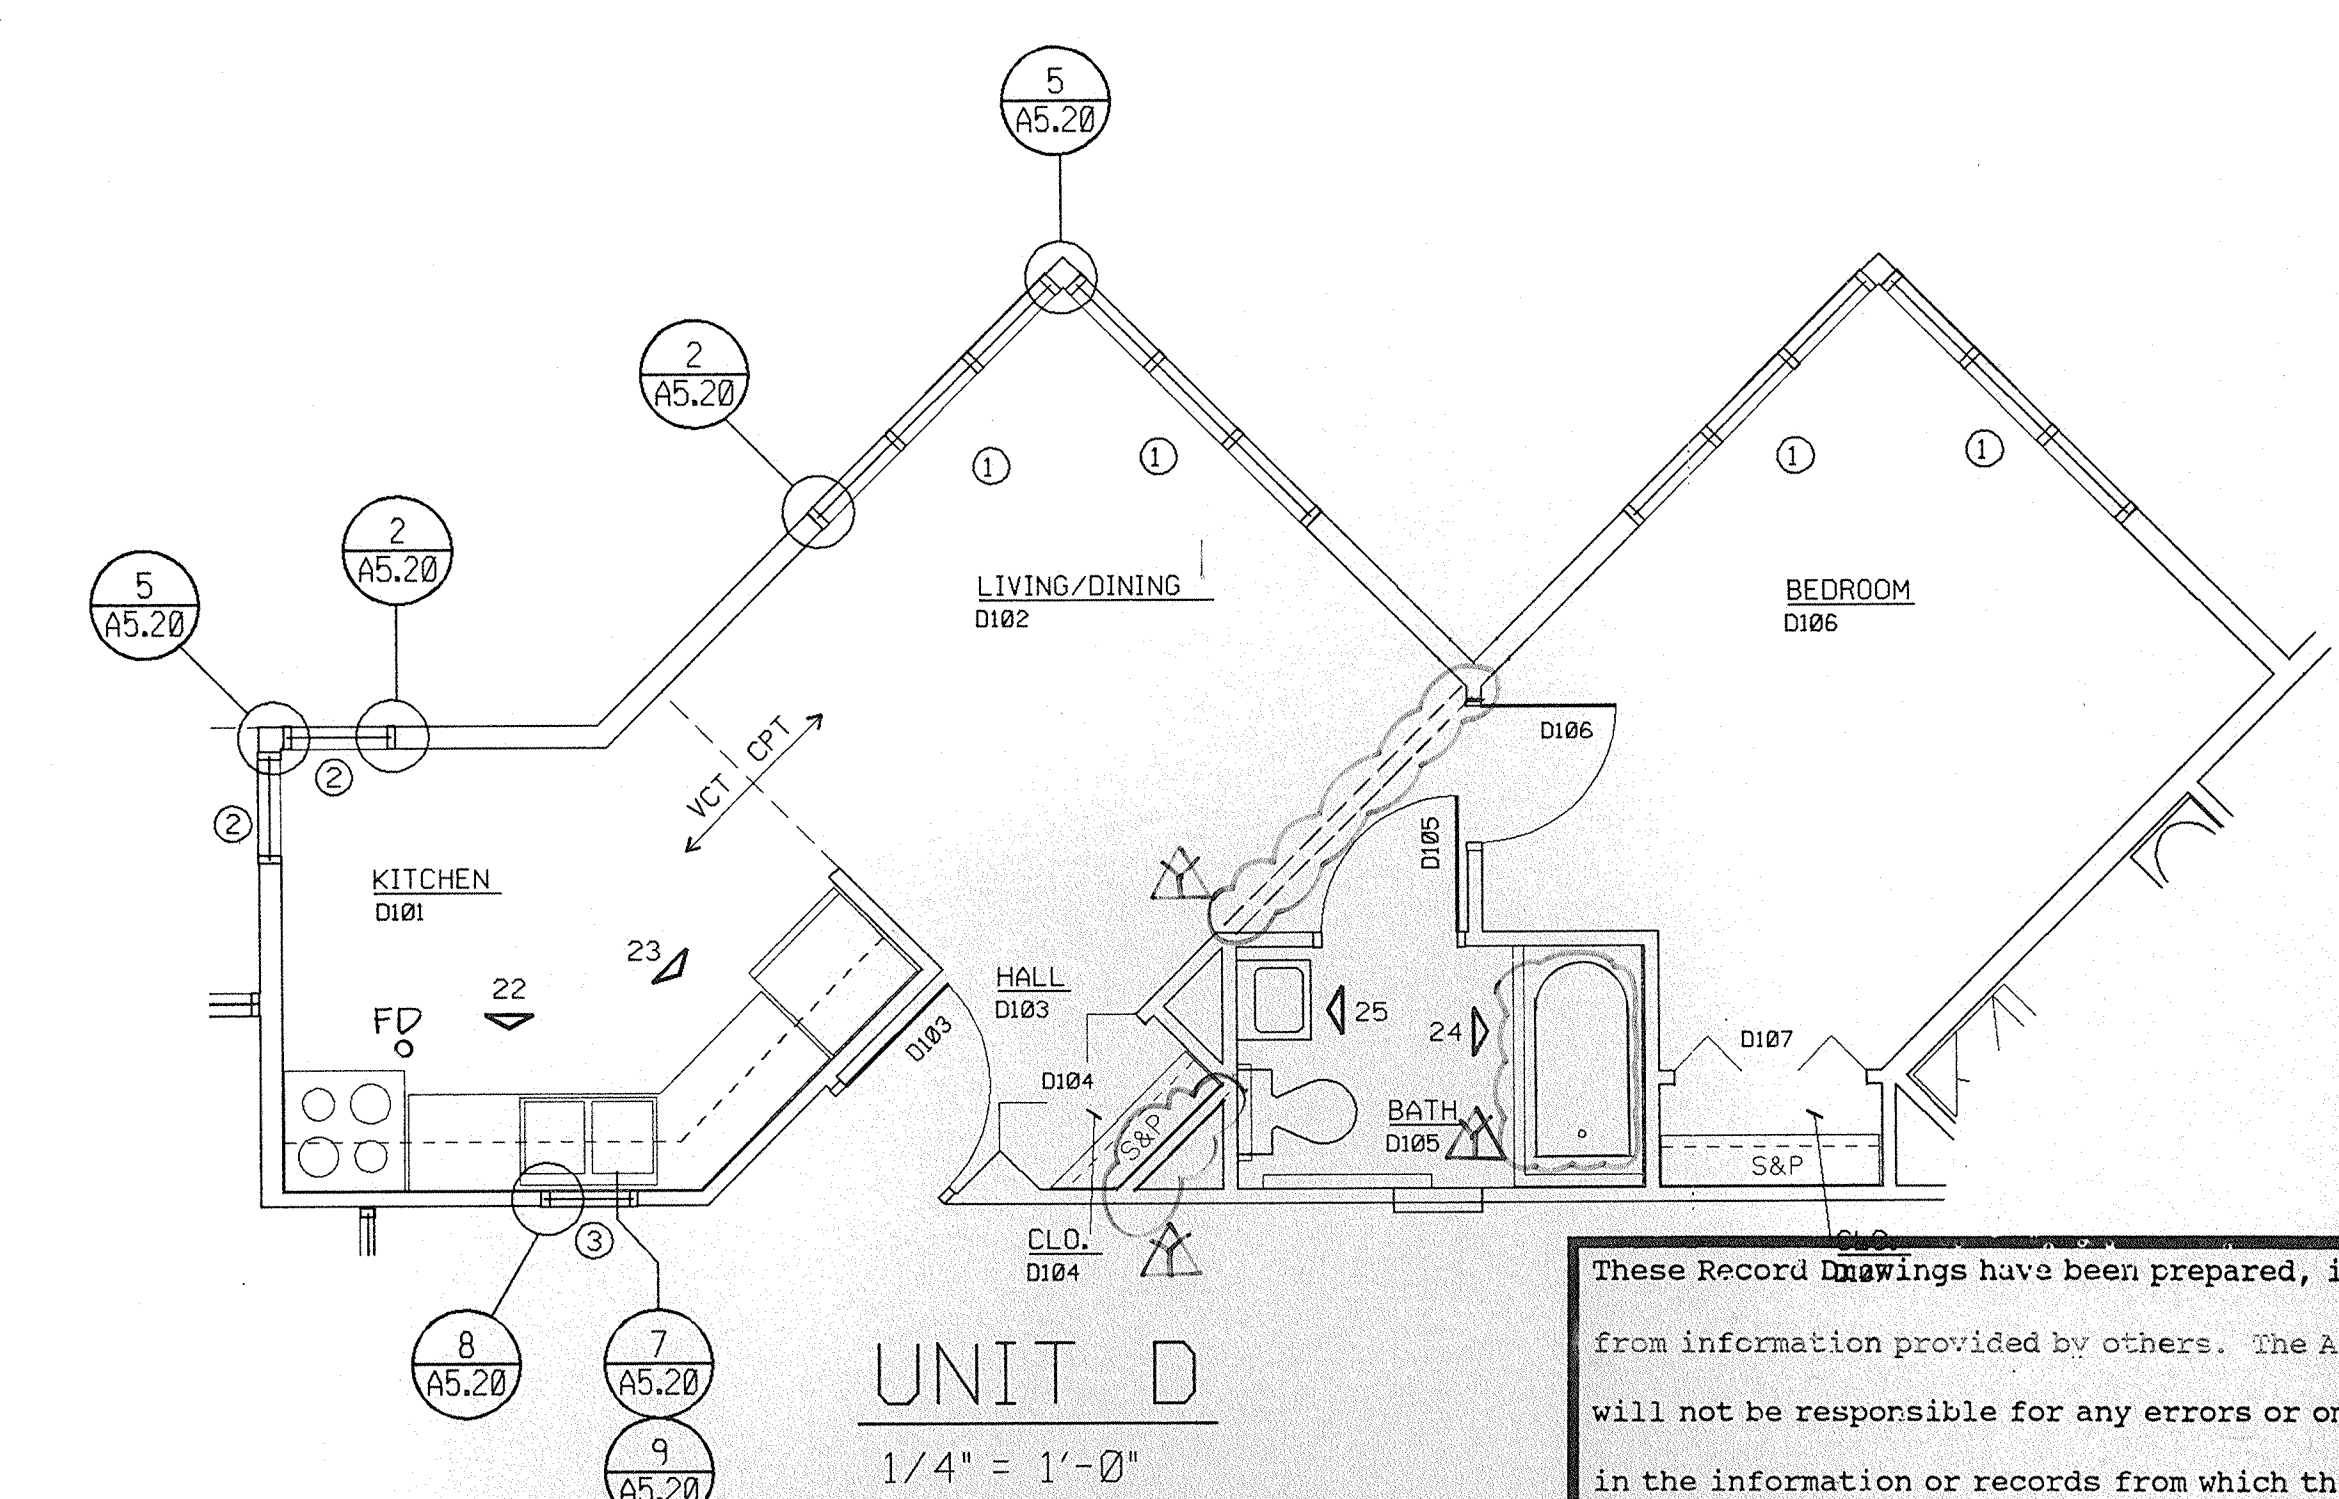 5
A5.20
2
A5.20
2
A5.20
5
A5.20
1
1
1
1
LIVING/DINING
D102
BEDROOM
D106
D106
CPT
VCT
2
2
D105
KITCHEN
D101
23
22
FD
HALL
D103
D103
25
24
D107
D104
S&P
BATH
D105
S&P
3
CLO.
D104
CLO.
8
A5.20
7
A5.20
9
A5.20
UNIT D
1/4" = 1'-0"
These Record Drawings have been prepared, i
from information provided by others. The A
will not be responsible for any errors or o
in the information or records from which th